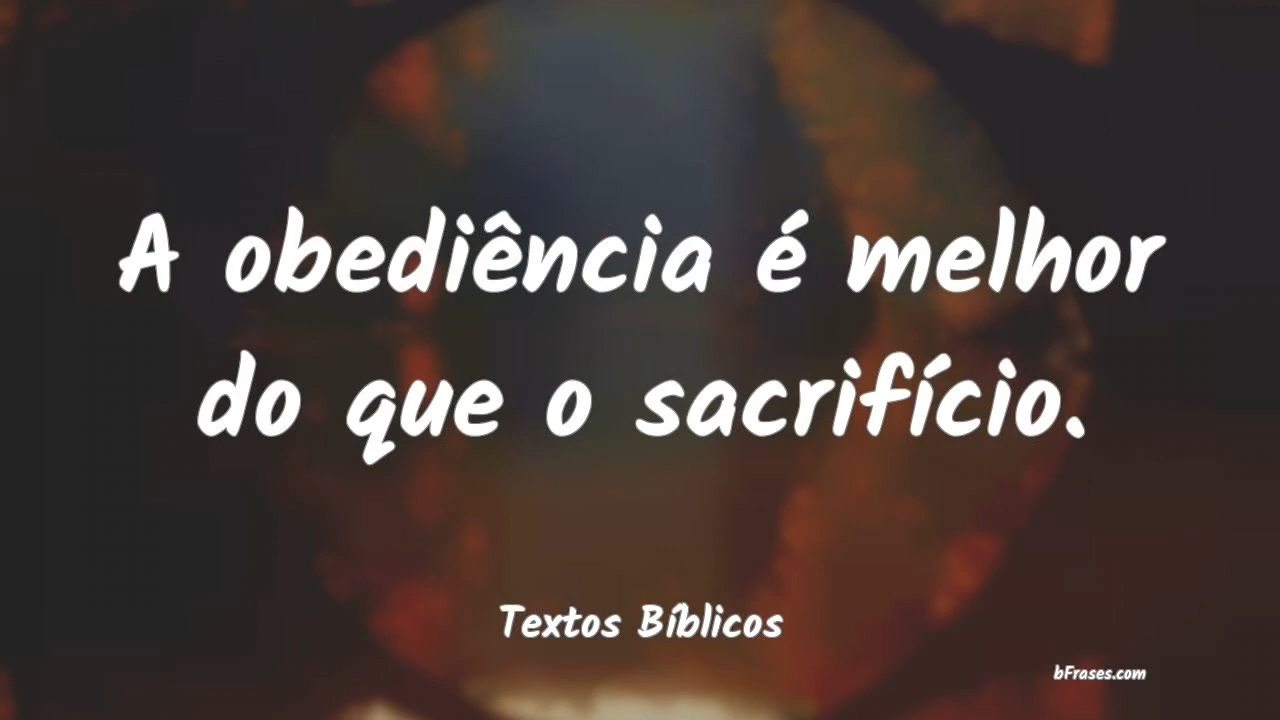 A obediência é melhor
do que o sacrifício.
Textos Bíblicos
bFrases.com